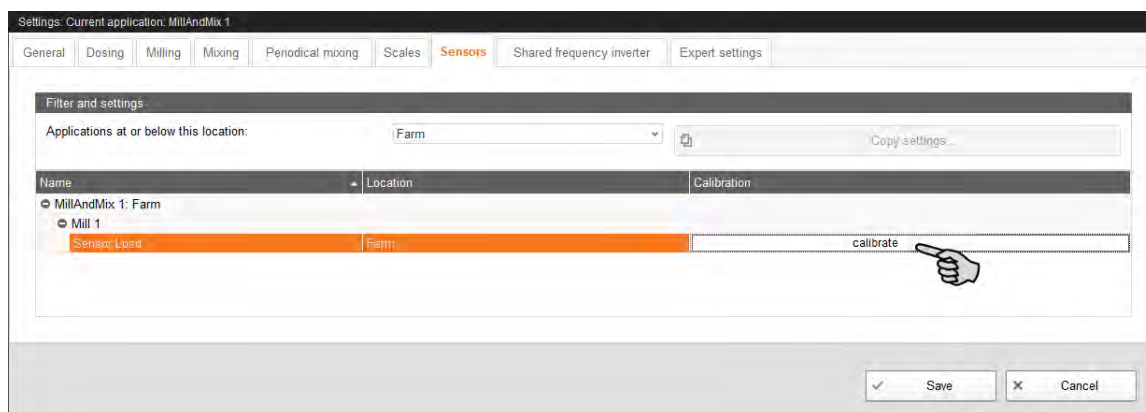 Settings: Current application: MillAndMix 1
General Dosing Milling Mixing Periodical mixing Scales Sensors Shared frequency inverter Expert settings
Filter and settings
Applications at or below this location: Farm Copy settings...
Name Location Calibration
MillAndMix 1: Farm
Mill 1
Sensor Load Farm calibrate
Save Cancel